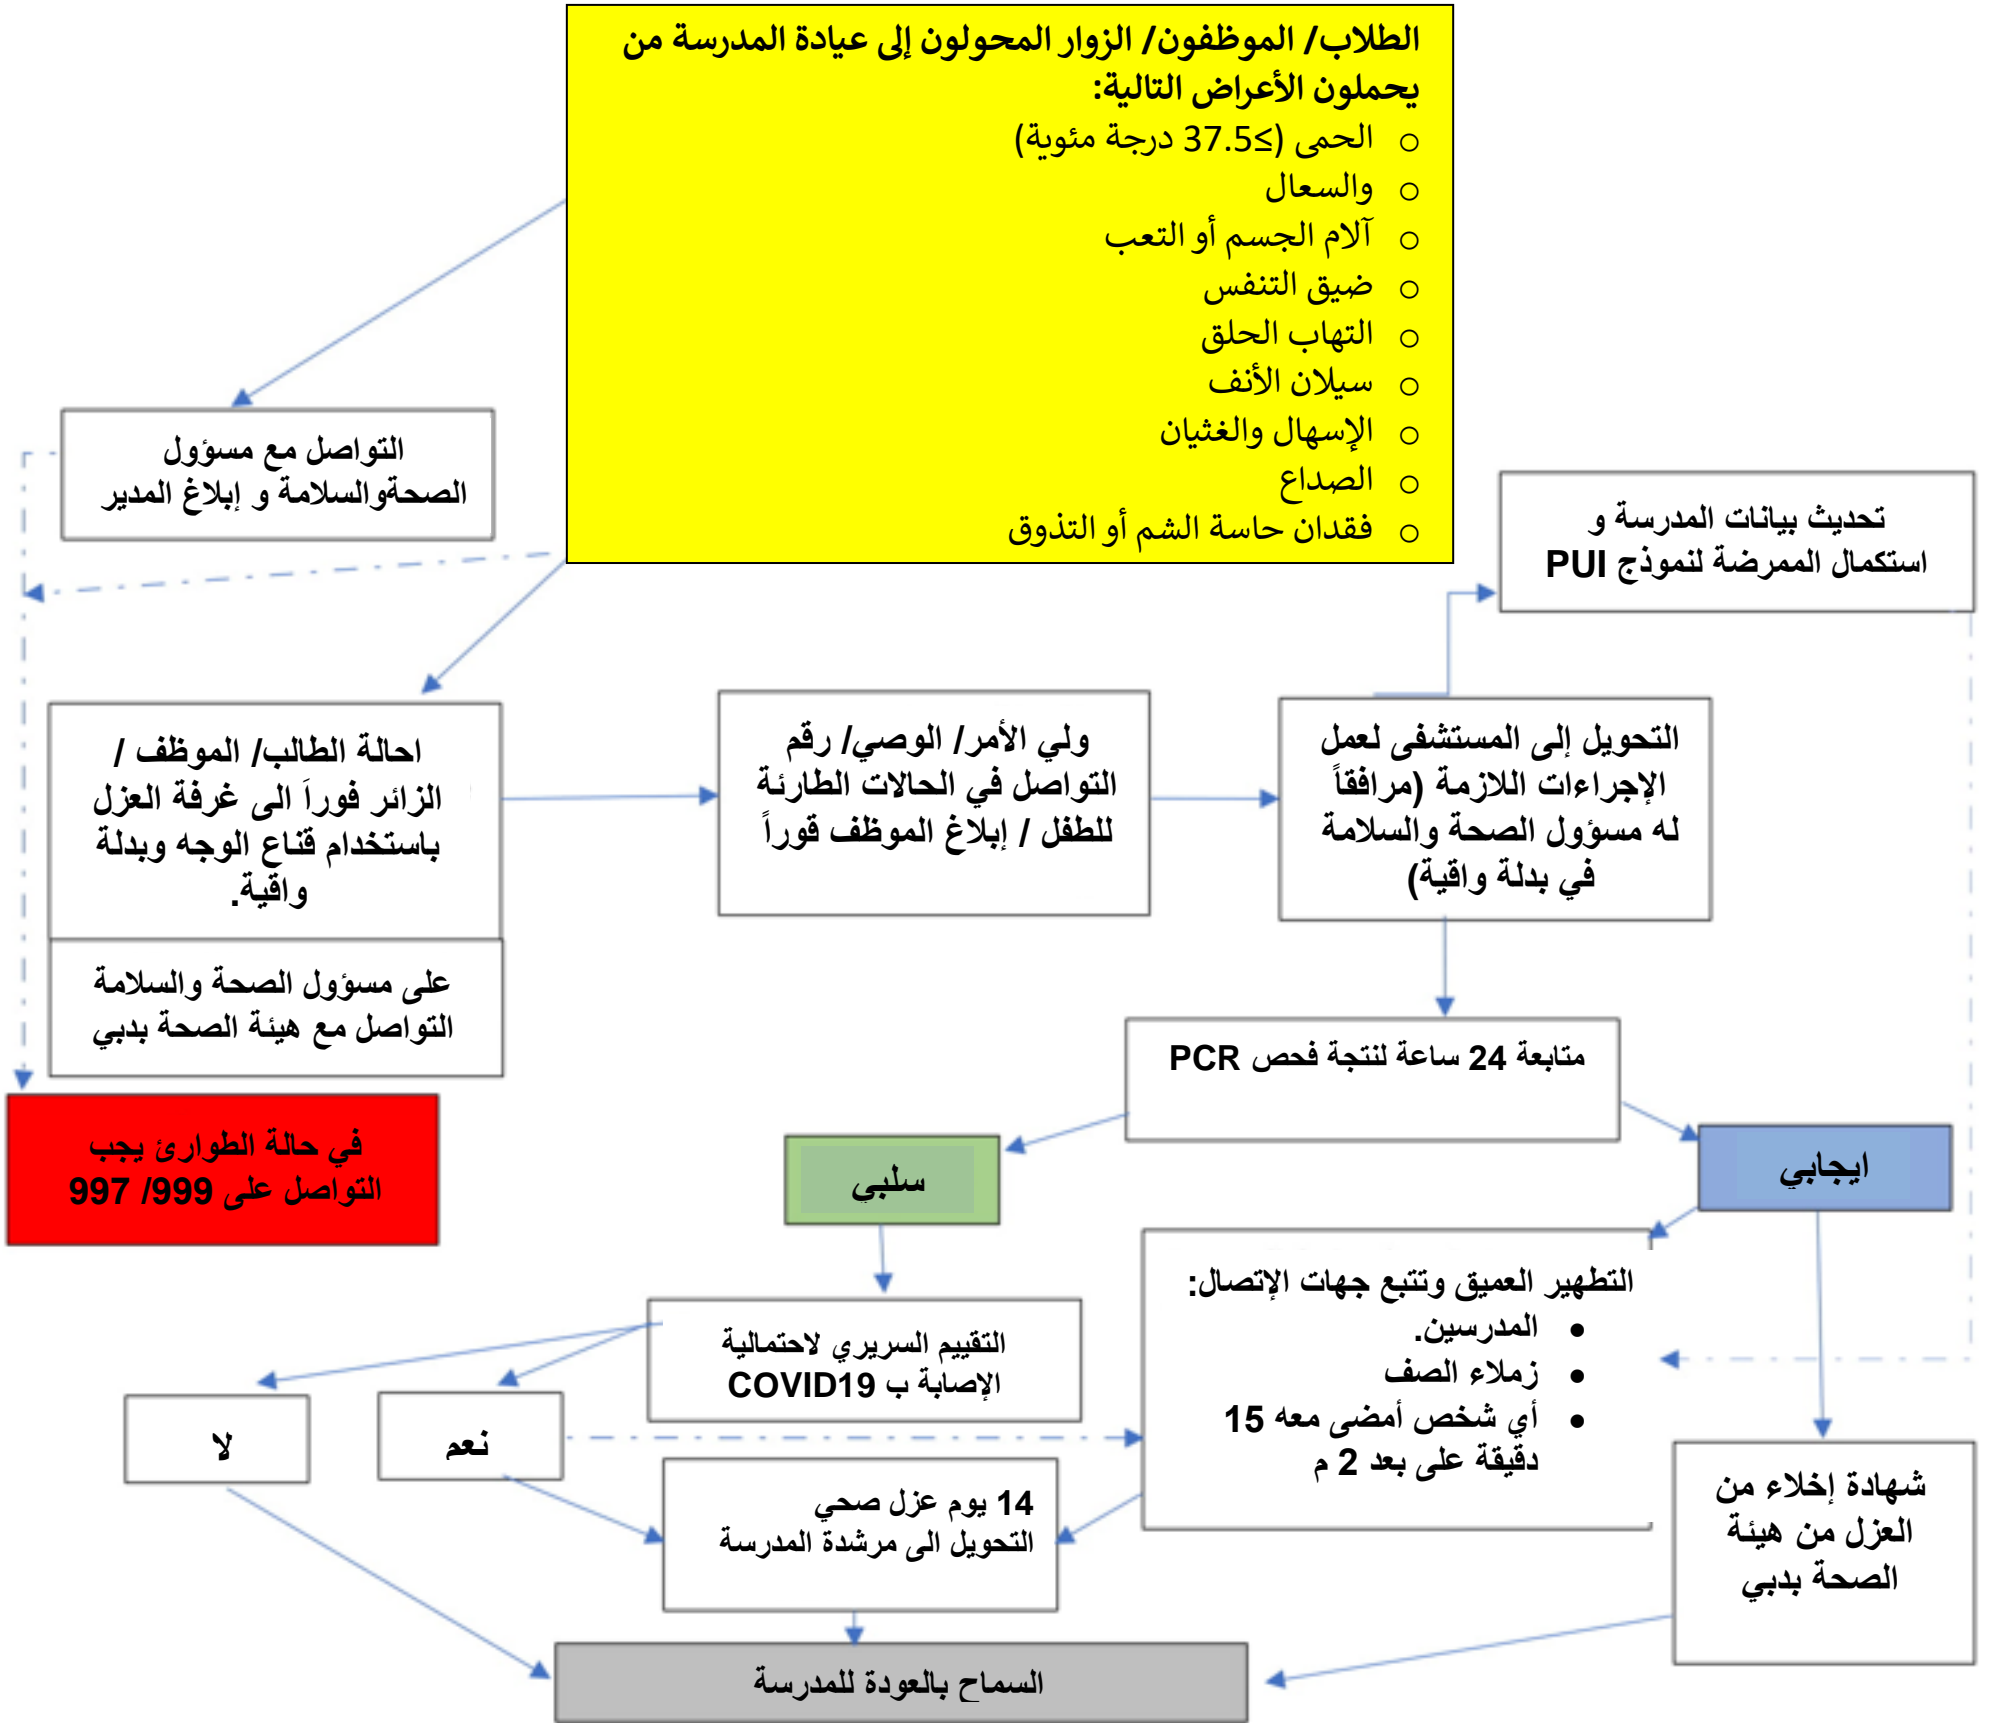 الطلاب/ الموظفون/ الزوار المحولون إلى عيادة المدرسة من
يحملون الأعراض التالية:
○ الحمى (≥37.5 درجة مئوية)
○ والسعال
○ آلام الجسم أو التعب
○ ضيق التنفس
○ التهاب الحلق
○ سيلان الأنف
○ الإسهال والغثيان
○ الصداع
○ فقدان حاسة الشم أو التذوق
التواصل مع مسؤول
الصحةوالسلامة و إبلاغ المدير
تحديث بيانات المدرسة و
استكمال الممرضة لنموذج PUI
احالة الطالب/ الموظف /
الزائر فوراَ الى غرفة العزل
باستخدام قناع الوجه وبدلة
واقية.
على مسؤول الصحة والسلامة
التواصل مع هيئة الصحة بدبي
ولي الأمر/ الوصي/ رقم
التواصل في الحالات الطارئة
للطفل / إبلاغ الموظف قوراً
التحويل إلى المستشفى لعمل
الإجراءات اللازمة (مرافقاً
له مسؤول الصحة والسلامة
في بدلة واقية)
متابعة 24 ساعة لنتجة فحص PCR
في حالة الطوارئ يجب
التواصل على 999/ 997
سلبي
ايجابي
التطهير العميق وتتبع جهات الإتصال:
• المدرسين.
• زملاء الصف
• أي شخص أمضى معه 15
دقيقة على بعد 2 م
التقييم السريري لاحتمالية
الإصابة ب COVID19
لا
نعم
14 يوم عزل صحي
التحويل الى مرشدة المدرسة
شهادة إخلاء من
العزل من هيئة
الصحة بدبي
السماح بالعودة للمدرسة